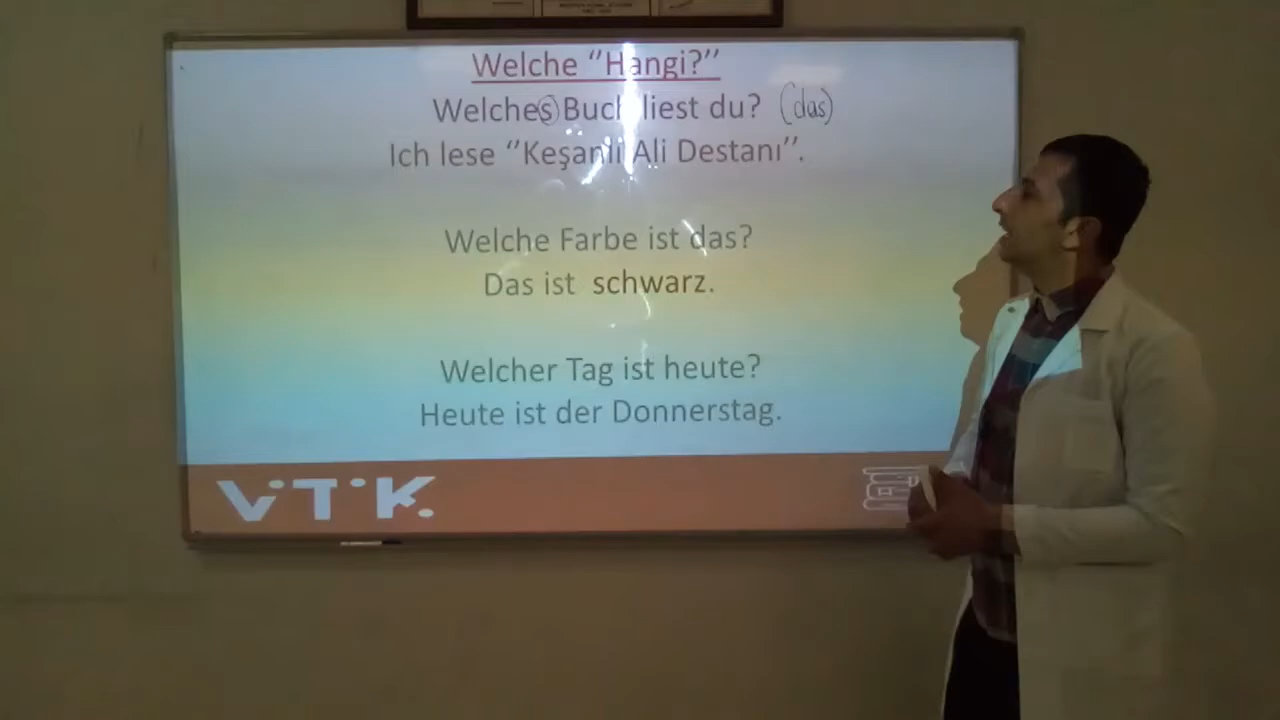 Welche ‘’Hangi?’’
Welches Buch liest du? (das)
Ich lese ‘’Keşanlı Ali Destanı’’.
Welche Farbe ist das?
Das ist schwarz.
Welcher Tag ist heute?
Heute ist der Donnerstag.
VTK